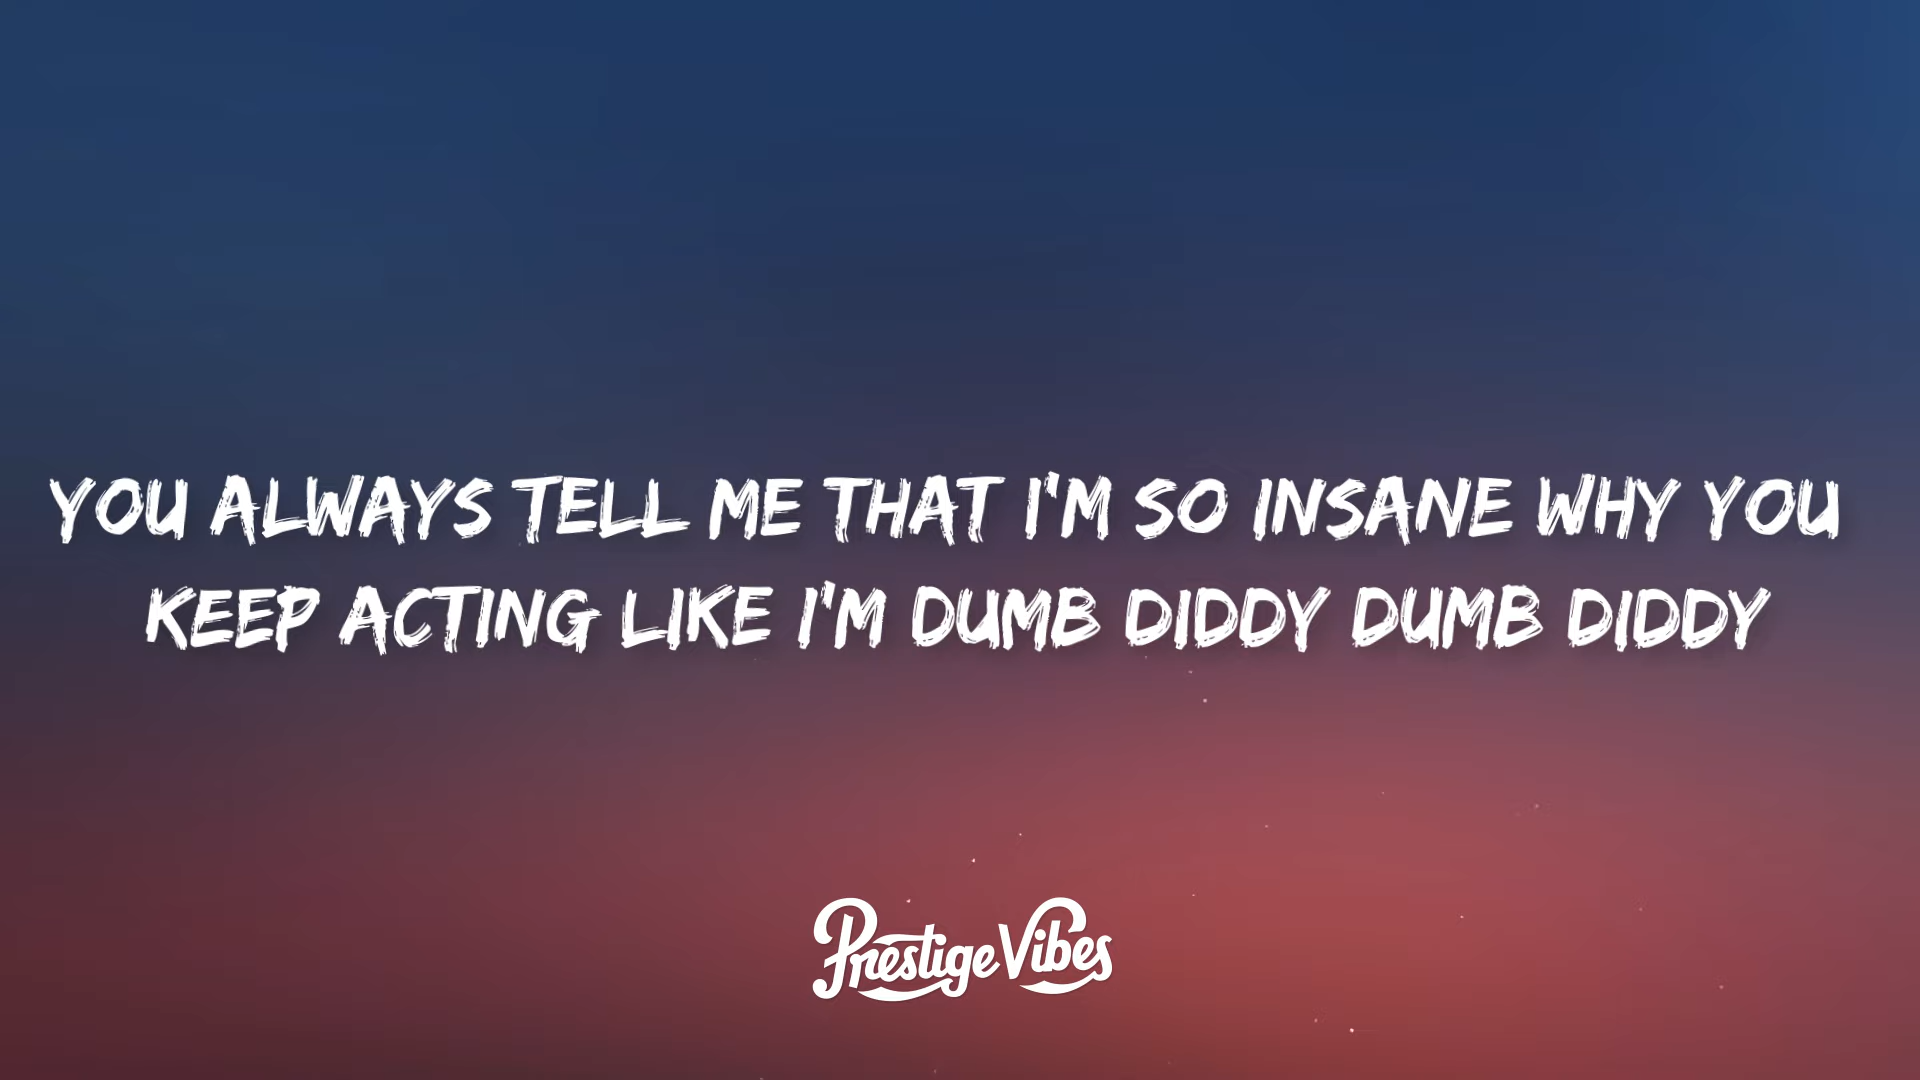 YOU ALWAYS TELL ME THAT I'M SO INSANE WHY YOU
KEEP ACTING LIKE I'M DUMB DIDDY DUMB DIDDY
Prestige Vibes